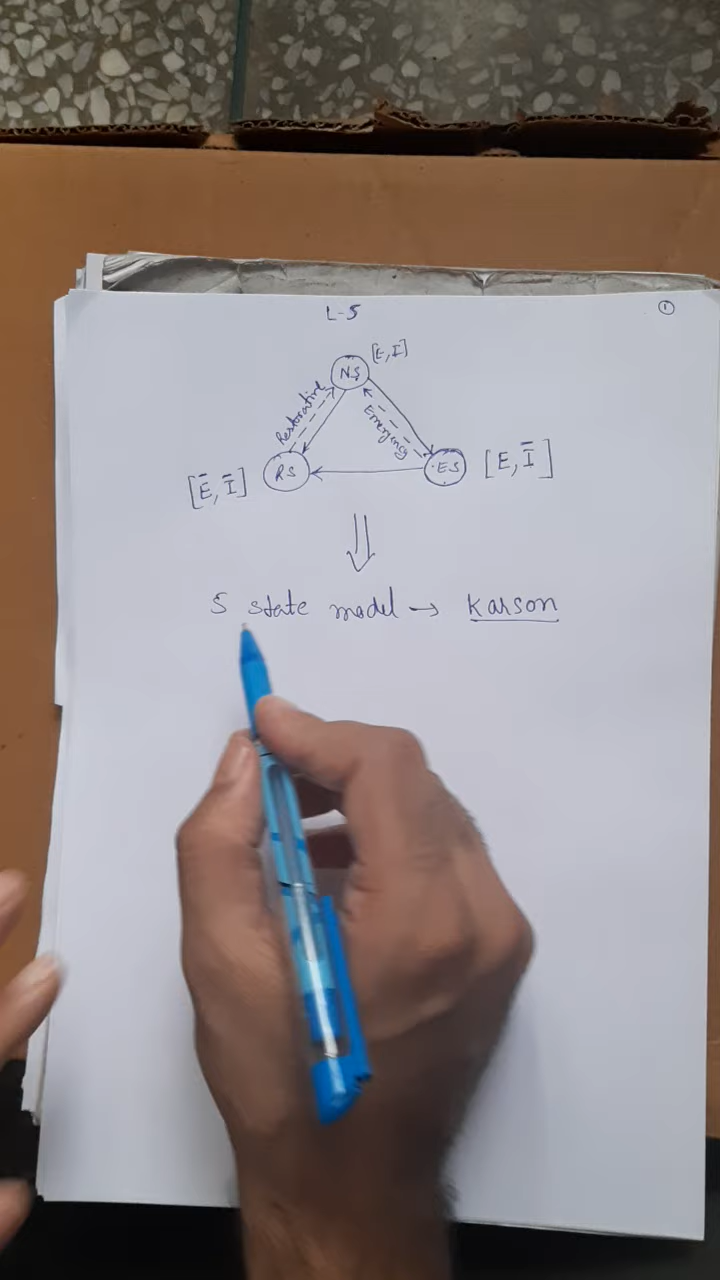 L-5 ①
[E, I]
NS
Restorative
Emergency
RS
ES
[E̅, I̅]
[E, I̅]
5 state model → Karson